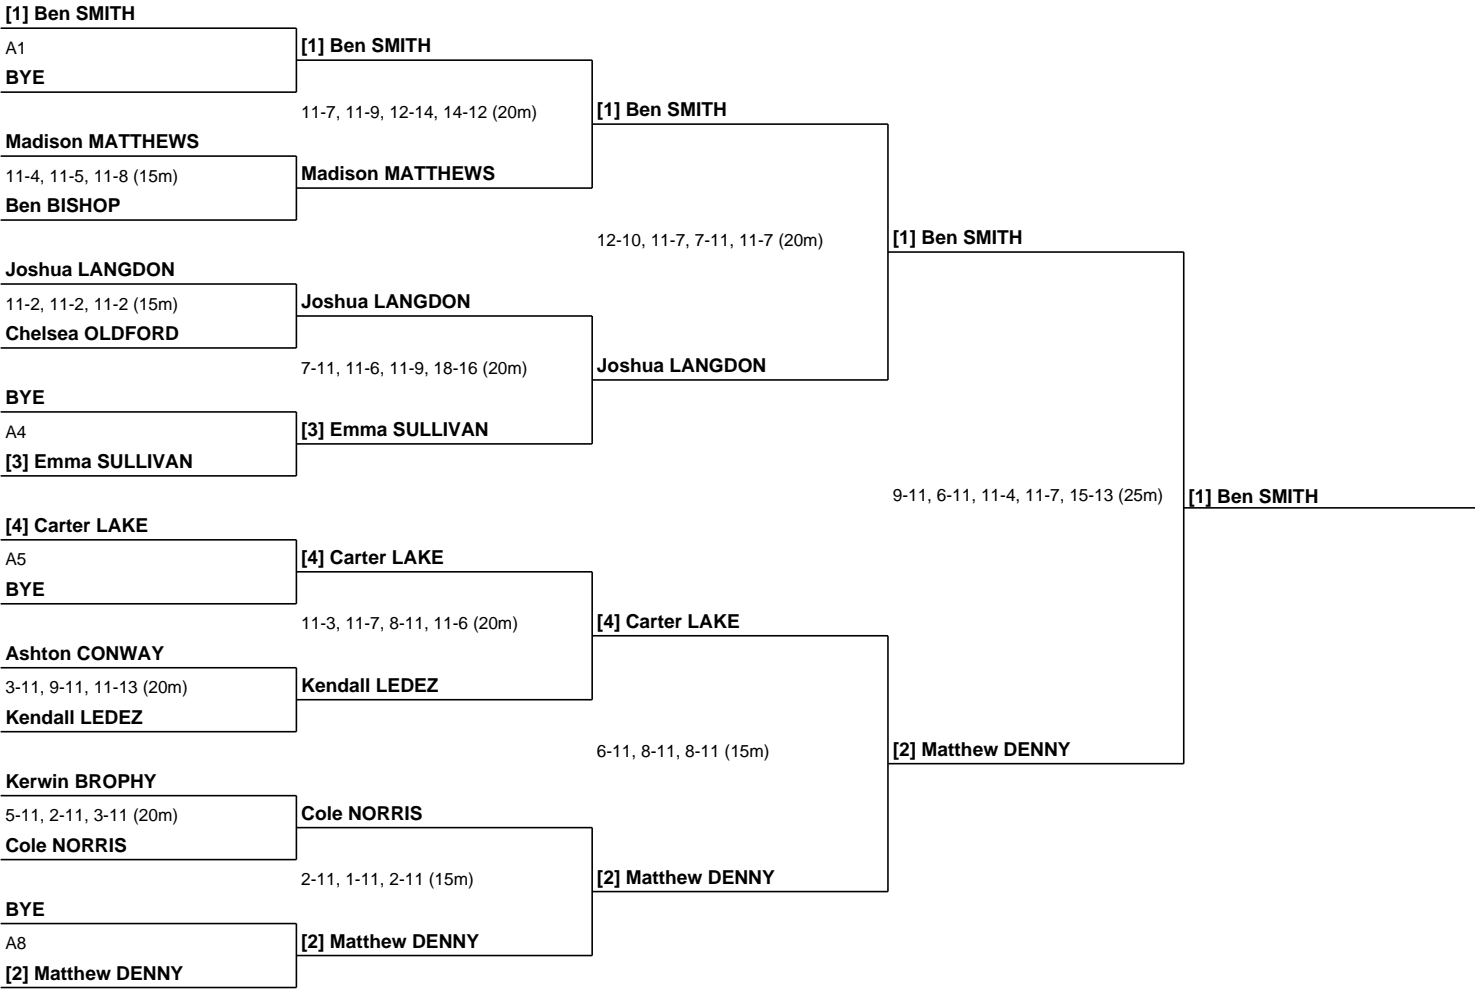 [1] Ben SMITH
A1
BYE
[1] Ben SMITH
11-7, 11-9, 12-14, 14-12 (20m)
Madison MATTHEWS
11-4, 11-5, 11-8 (15m)
Ben BISHOP
Madison MATTHEWS
[1] Ben SMITH
12-10, 11-7, 7-11, 11-7 (20m)
Joshua LANGDON
11-2, 11-2, 11-2 (15m)
Chelsea OLDFORD
Joshua LANGDON
7-11, 11-6, 11-9, 18-16 (20m)
BYE
A4
[3] Emma SULLIVAN
[3] Emma SULLIVAN
Joshua LANGDON
[1] Ben SMITH
9-11, 6-11, 11-4, 11-7, 15-13 (25m)
[1] Ben SMITH
[4] Carter LAKE
A5
BYE
[4] Carter LAKE
11-3, 11-7, 8-11, 11-6 (20m)
Ashton CONWAY
3-11, 9-11, 11-13 (20m)
Kendall LEDEZ
Kendall LEDEZ
[4] Carter LAKE
6-11, 8-11, 8-11 (15m)
Kerwin BROPHY
5-11, 2-11, 3-11 (20m)
Cole NORRIS
Cole NORRIS
2-11, 1-11, 2-11 (15m)
BYE
A8
[2] Matthew DENNY
[2] Matthew DENNY
[2] Matthew DENNY
[2] Matthew DENNY